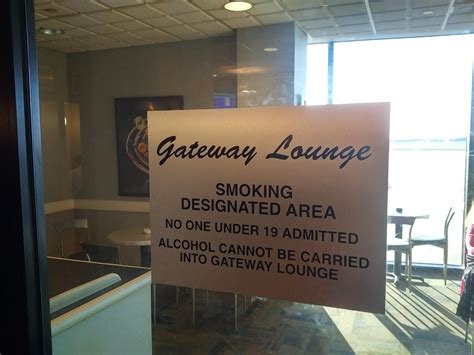 Gateway Lounge
SMOKING
DESIGNATED AREA
NO ONE UNDER 19 ADMITTED
ALCOHOL CANNOT BE CARRIED
INTO GATEWAY LOUNGE